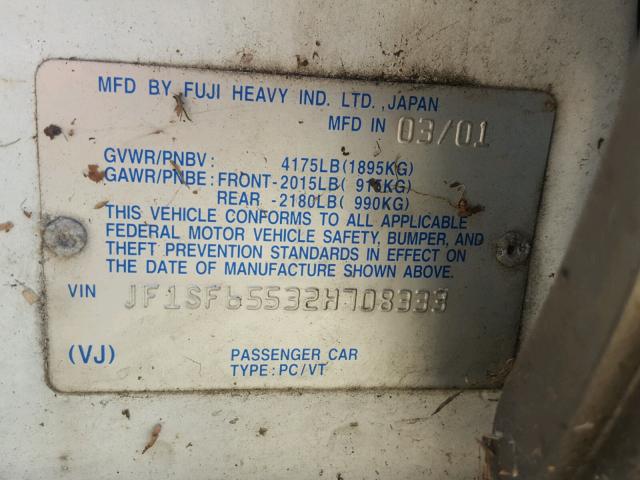 MFD BY FUJI HEAVY IND. LTD., JAPAN
MFD IN 03/01
GVWR/PNBV: 4175LB(1895KG)
GAWR/PNBE: FRONT-2015LB( 915KG)
REAR -2180LB( 990KG)
THIS VEHICLE CONFORMS TO ALL APPLICABLE
FEDERAL MOTOR VEHICLE SAFETY, BUMPER, AND
THEFT PREVENTION STANDARDS IN EFFECT ON
THE DATE OF MANUFACTURE SHOWN ABOVE.
VIN JF1SF65532H708333
(VJ) PASSENGER CAR
TYPE: PC/VT